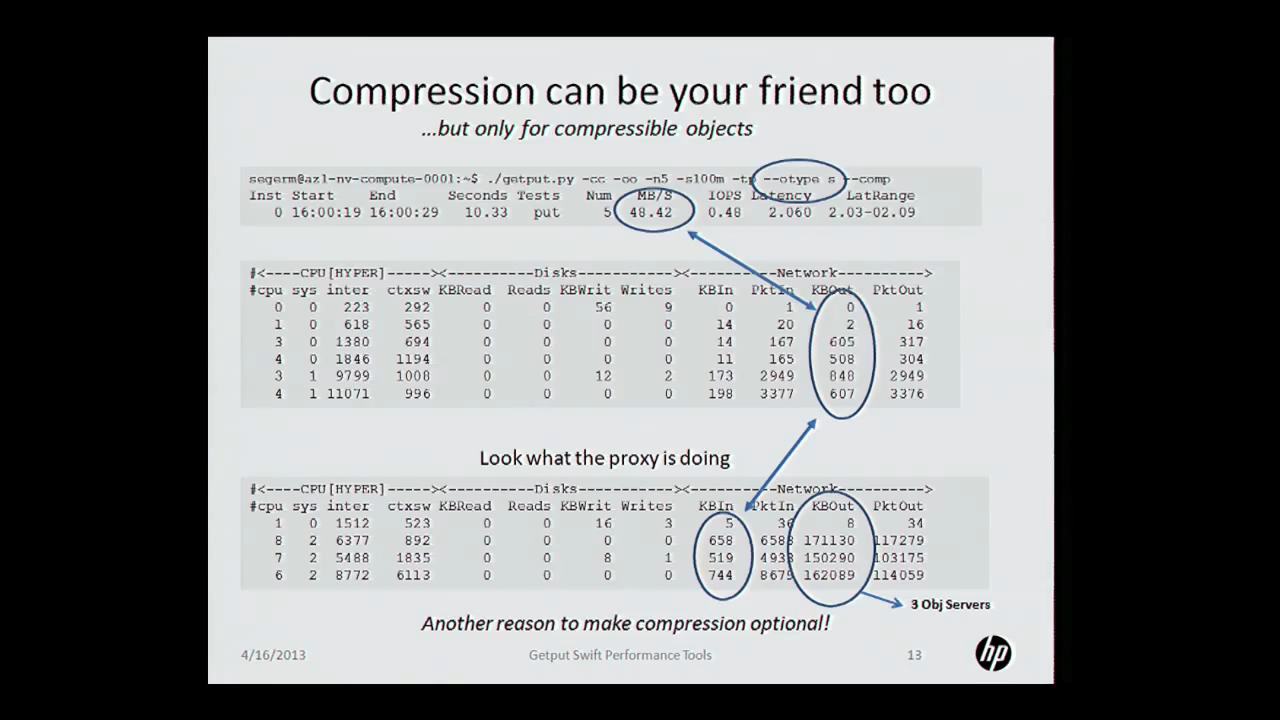 Compression can be your friend too
...but only for compressible objects
segerm@az1-nv-compute-0001:~$ ./getput.py -cc -oo -n5 -s100m -tp --otype s --comp
Inst Start End Seconds Tests Num MB/S IOPS Latency LatRange
0 16:00:19 16:00:29 10.33 put 5 48.42 0.48 2.060 2.03-02.09
#<----CPU[HYPER]-----><----------Disks-----------><----------Network---------->
#cpu sys inter ctxsw KBRead Reads KBWrit Writes KBIn PktIn KBOut PktOut
0 0 223 292 0 0 56 9 0 1 0 1
1 0 618 565 0 0 0 0 14 20 2 16
3 0 1380 694 0 0 0 0 14 167 605 317
4 0 1846 1194 0 0 0 0 11 165 508 304
3 1 9799 1008 0 0 12 2 173 2949 848 2949
4 1 11071 996 0 0 0 0 198 3377 607 3376
Look what the proxy is doing
#<----CPU[HYPER]-----><----------Disks-----------><----------Network---------->
#cpu sys inter ctxsw KBRead Reads KBWrit Writes KBIn PktIn KBOut PktOut
1 0 1512 523 0 0 16 3 5 36 8 34
8 2 6377 892 0 0 0 0 658 6588 171130 117279
7 2 5488 1835 0 0 8 1 519 4938 150290 103175
6 2 8772 6113 0 0 0 0 744 8679 162089 114059
3 Obj Servers
Another reason to make compression optional!
4/16/2013 Getput Swift Performance Tools 13
hp